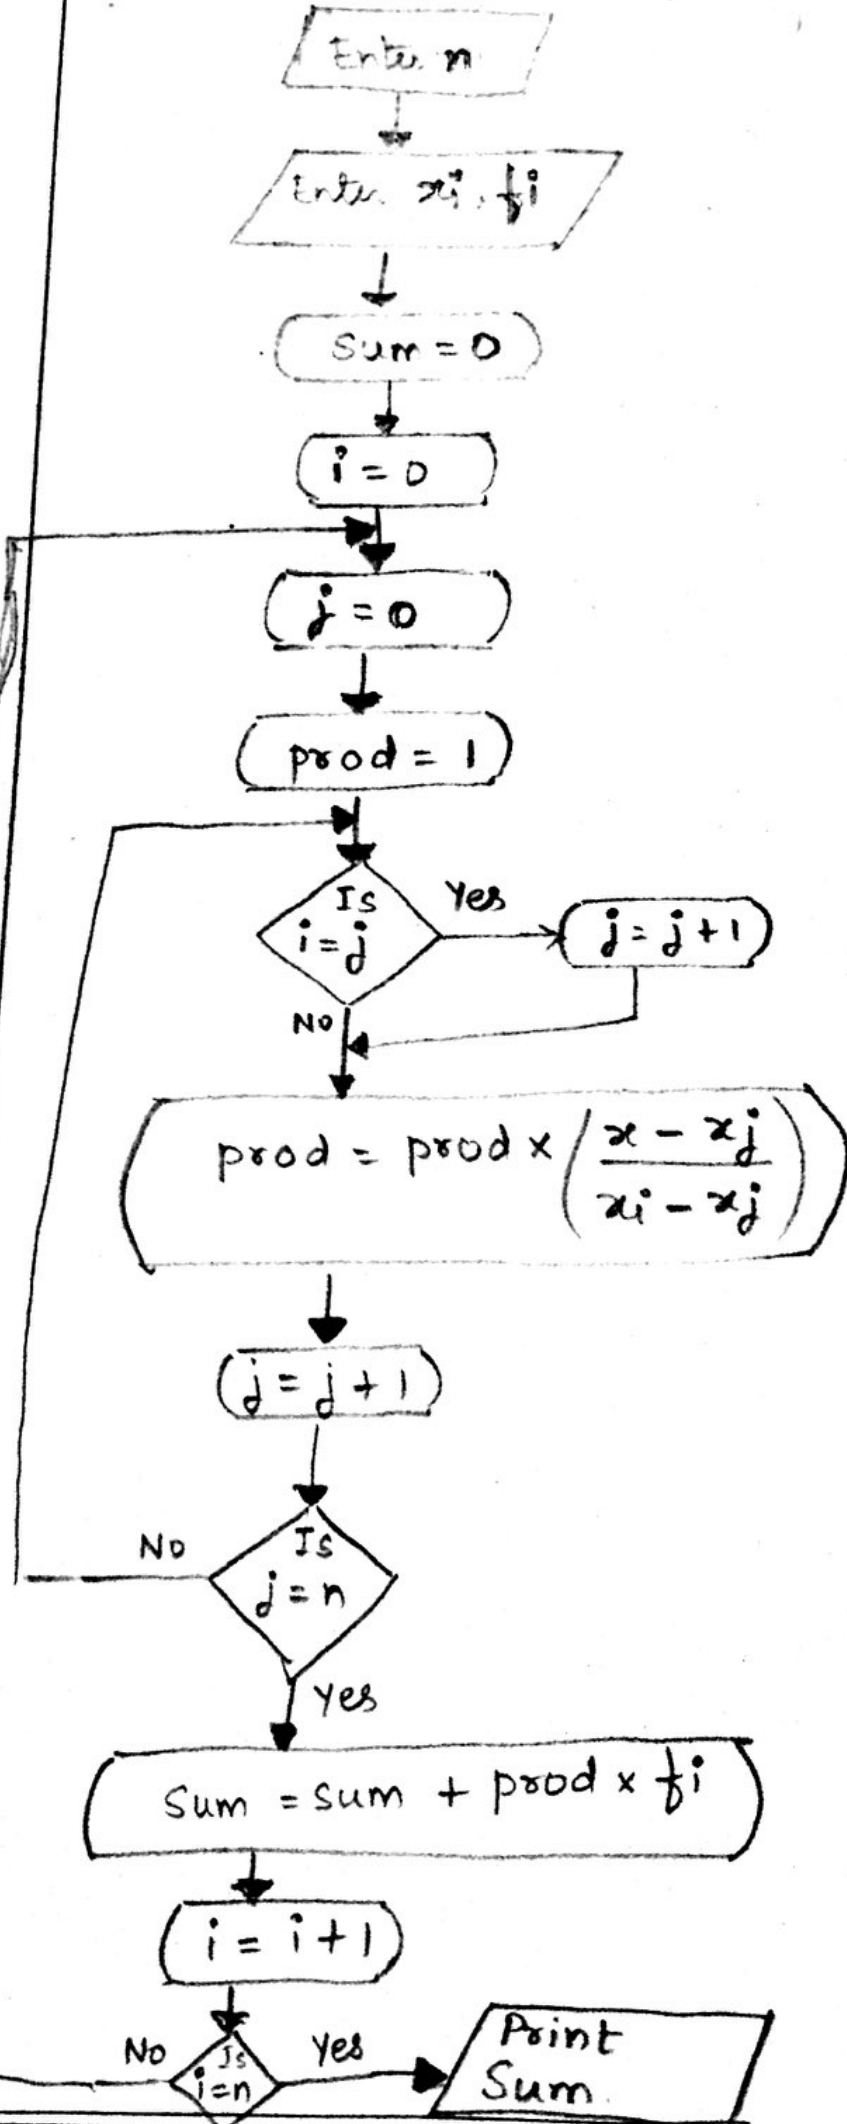 Enter n
Enter xi, fi
Sum = 0
i = 0
j = 0
prod = 1
Is
i = j
Yes
j = j + 1
No
prod = prod × ( x - xj / xi - xj )
j = j + 1
No
Is
j = n
Yes
Sum = sum + prod × fi
i = i + 1
No
Is
i = n
Yes
Print
Sum